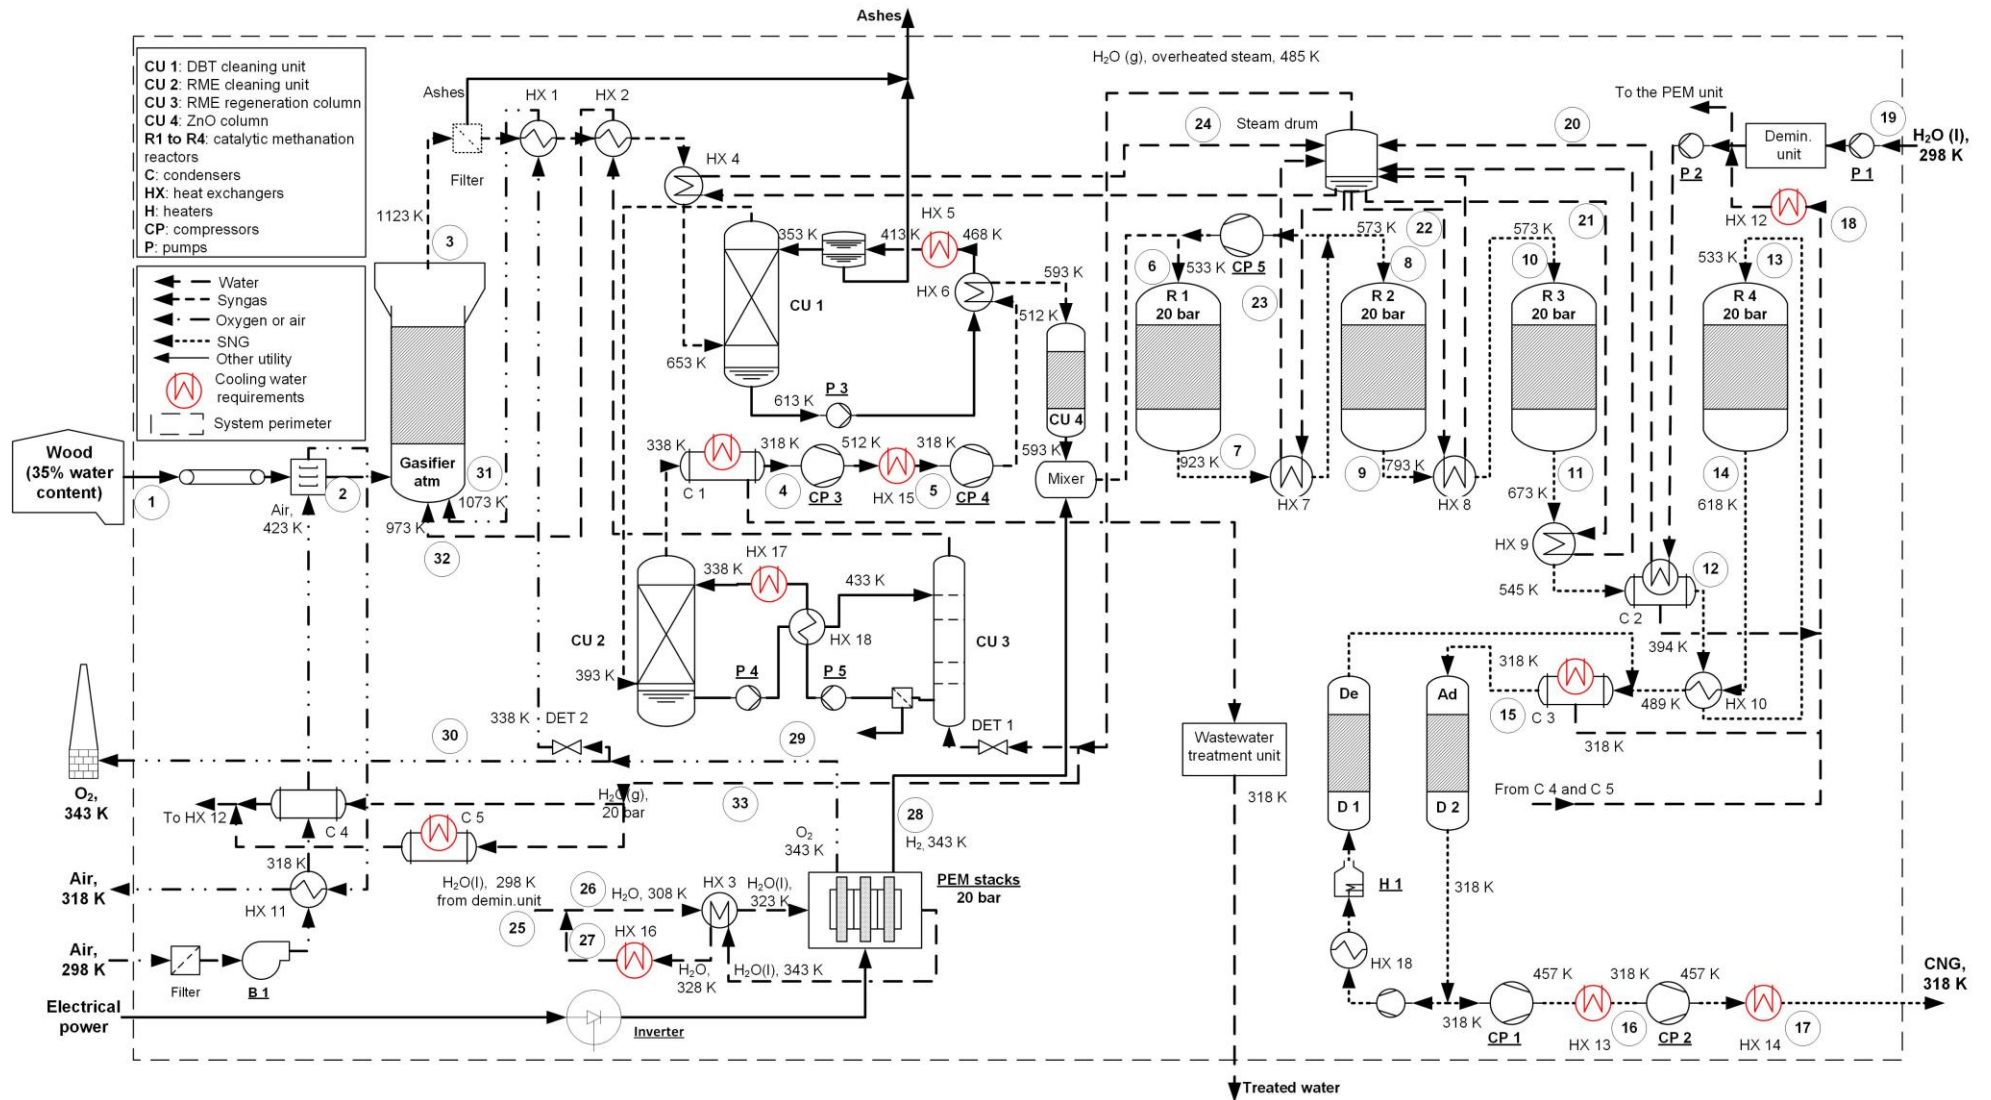 Ashes
CU 1: DBT cleaning unit
CU 2: RME cleaning unit
CU 3: RME regeneration column
CU 4: ZnO column
R1 to R4: catalytic methanation
reactors
C: condensers
HX: heat exchangers
H: heaters
CP: compressors
P: pumps
Water
Syngas
Oxygen or air
SNG
Other utility
Cooling water
requirements
System perimeter
H₂O (g), overheated steam, 485 K
Ashes
Filter
HX 1
HX 2
HX 4
1123 K
3
24
Steam drum
20
To the PEM unit
P 2
Demin.
unit
P 1
19
H₂O (l),
298 K
HX 12
18
353 K
413 K
HX 5
468 K
HX 6
593 K
512 K
CU 1
653 K
613 K
P 3
CU 4
593 K
Mixer
CP 5
6
533 K
573 K
22
8
23
573 K
21
10
533 K
13
R 1
20 bar
R 2
20 bar
R 3
20 bar
R 4
20 bar
923 K
7
HX 7
9
793 K
HX 8
11
673 K
14
618 K
HX 9
545 K
12
C 2
394 K
Wood
(35% water
content)
1
2
Gasifier
atm
31
1073 K
973 K
32
Air,
423 K
338 K
C 1
318 K
4
CP 3
512 K
HX 15
318 K
5
CP 4
HX 17
338 K
433 K
HX 18
CU 2
CU 3
P 4
P 5
393 K
DET 1
338 K
DET 2
29
30
O₂,
343 K
To HX 12
C 4
C 5
H₂O(g),
20 bar
33
28
H₂, 343 K
O₂
343 K
318 K
Air,
318 K
HX 11
Air,
298 K
Filter
B 1
Electrical
power
Inverter
H₂O(l), 298 K
from demin.unit
25
26
H₂O, 308 K
HX 3
H₂O(l),
323 K
27
HX 16
H₂O,
328 K
H₂O(l), 343 K
PEM stacks
20 bar
Wastewater
treatment unit
318 K
Treated water
De
D 1
Ad
D 2
318 K
15
C 3
489 K
HX 10
318 K
From C 4 and C 5
H 1
HX 18
318 K
318 K
CP 1
457 K
HX 13
318 K
16
CP 2
457 K
HX 14
17
CNG,
318 K